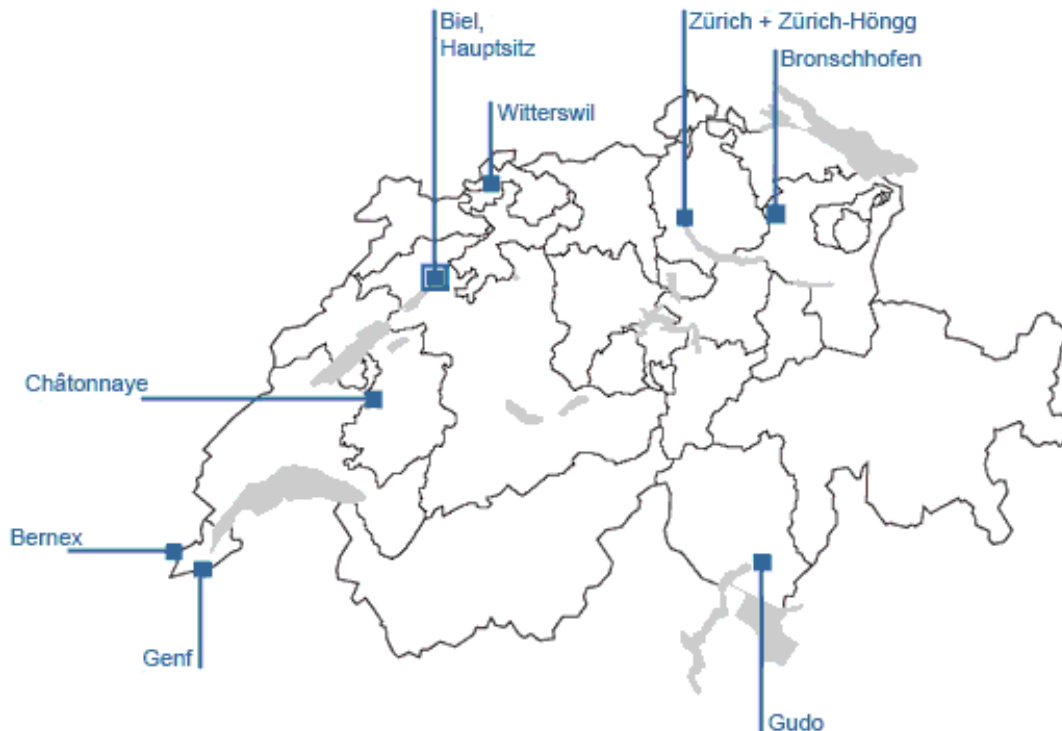 Biel,
Hauptsitz
Zürich + Zürich-Höngg
Bronschhofen
Witterswil
Châtonnaye
Bernex
Genf
Gudo